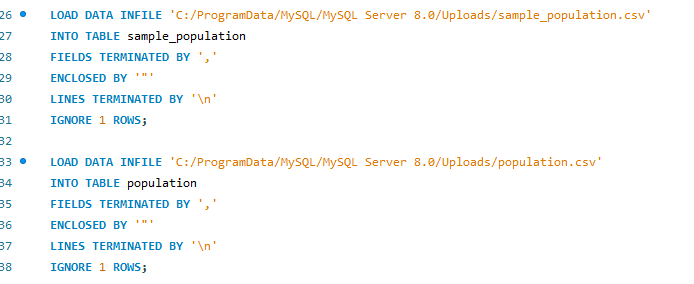 26 LOAD DATA INFILE 'C:/ProgramData/MySQL/MySQL Server 8.0/Uploads/sample_population.csv'
27 INTO TABLE sample_population
28 FIELDS TERMINATED BY ','
29 ENCLOSED BY '"'
30 LINES TERMINATED BY '\n'
31 IGNORE 1 ROWS;
32
33 LOAD DATA INFILE 'C:/ProgramData/MySQL/MySQL Server 8.0/Uploads/population.csv'
34 INTO TABLE population
35 FIELDS TERMINATED BY ','
36 ENCLOSED BY '"'
37 LINES TERMINATED BY '\n'
38 IGNORE 1 ROWS;